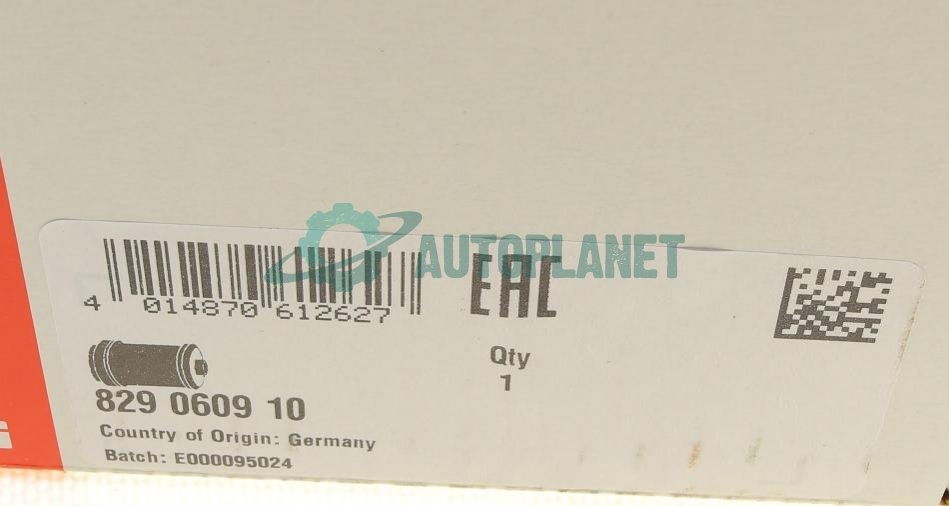 AUTOPLANET
4 014870 612627
EAC
Qty
1
829 0609 10
Country of Origin: Germany
Batch: E000095024